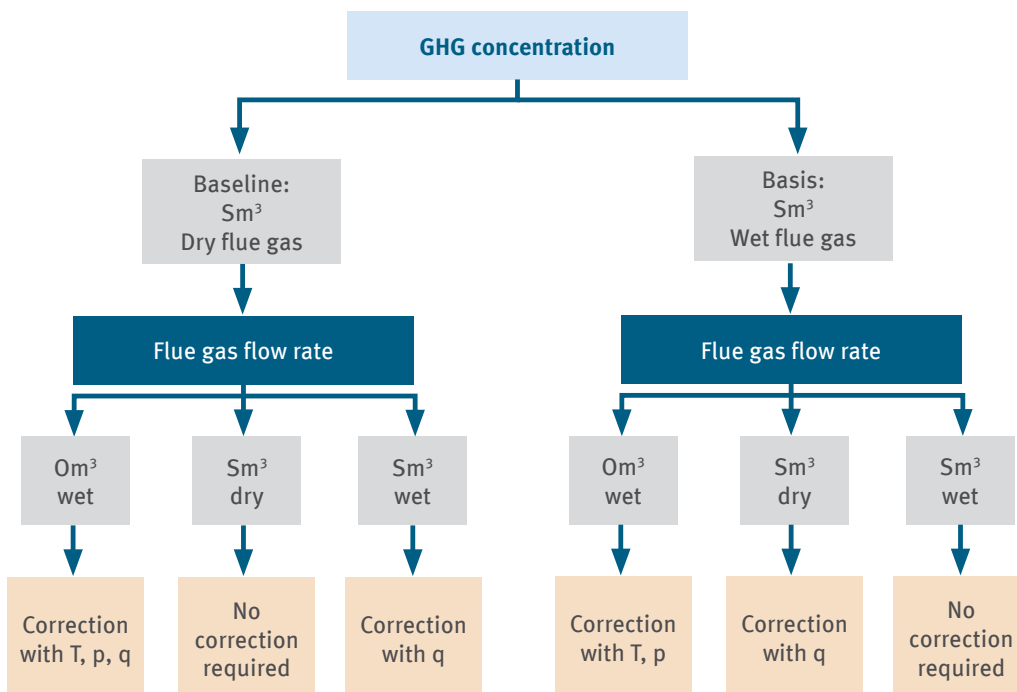 GHG concentration
Baseline:
Sm³
Dry flue gas
Basis:
Sm³
Wet flue gas
Flue gas flow rate
Flue gas flow rate
Om³
wet
Sm³
dry
Sm³
wet
Om³
wet
Sm³
dry
Sm³
wet
Correction
with T, p, q
No
correction
required
Correction
with q
Correction
with T, p
Correction
with q
No
correction
required